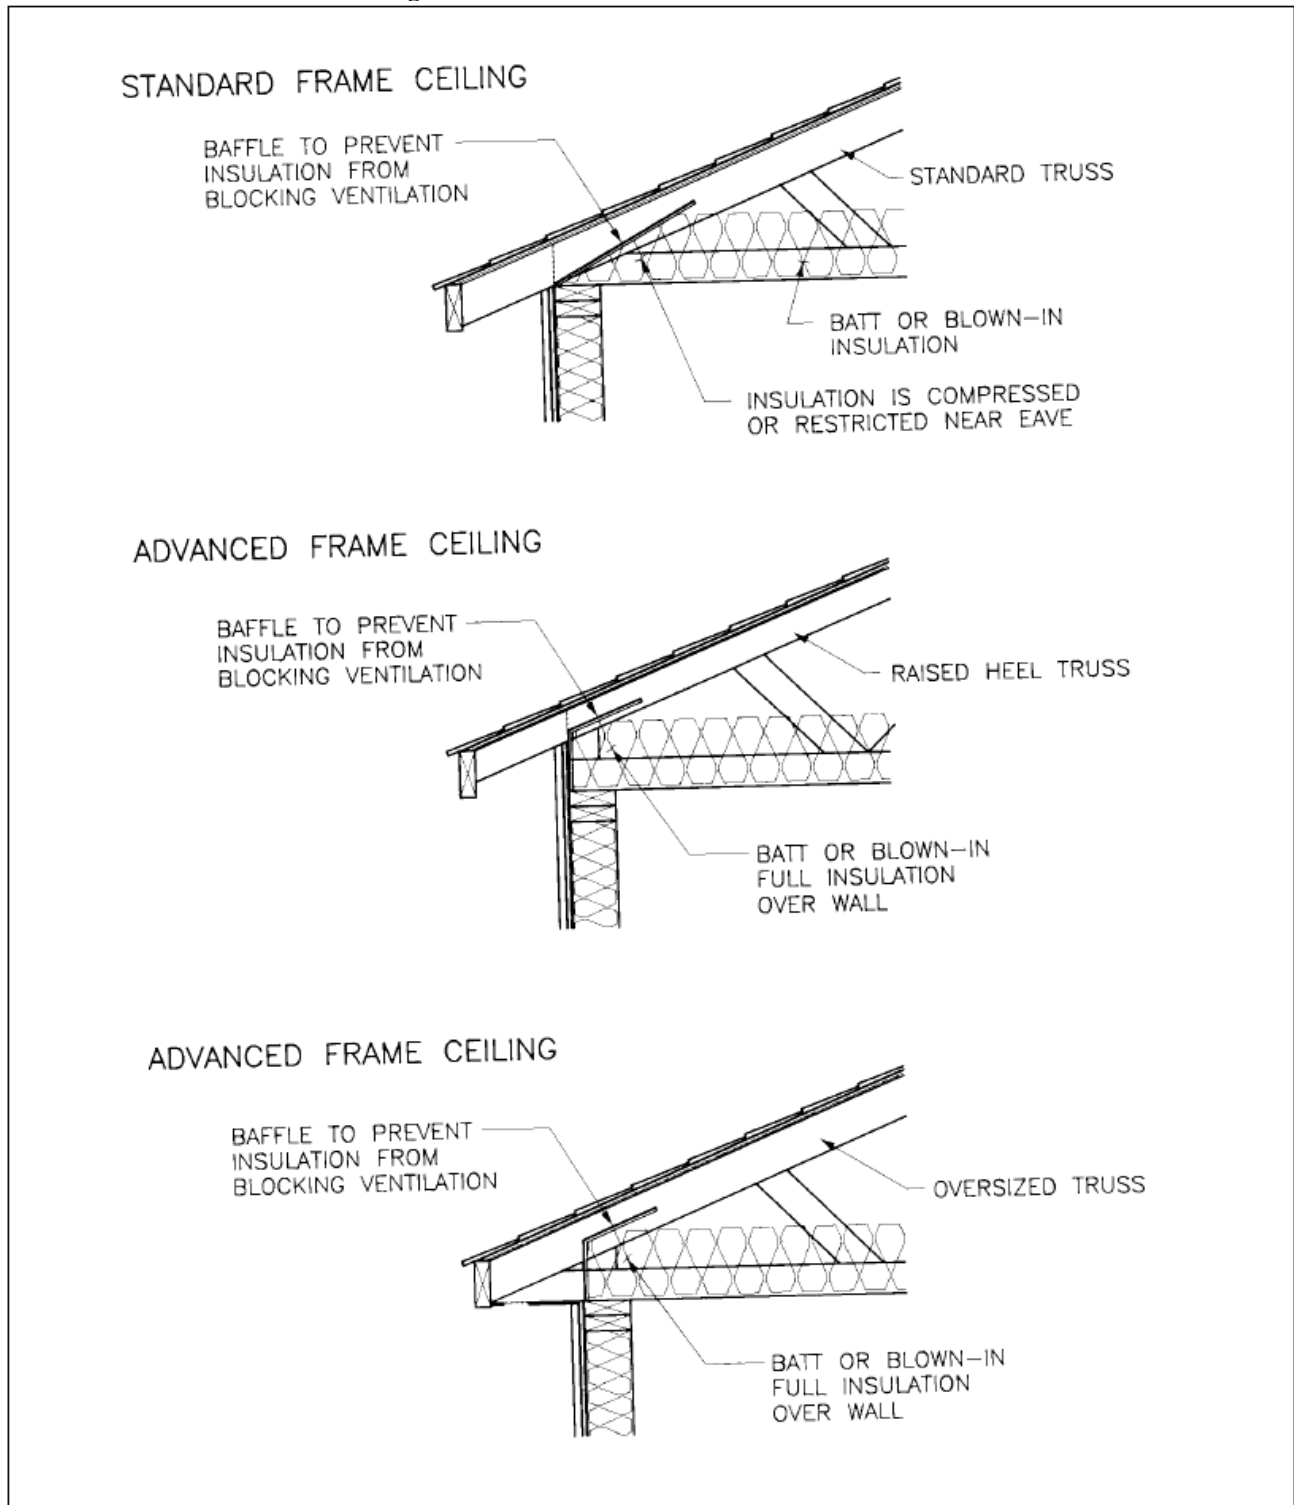 STANDARD FRAME CEILING
BAFFLE TO PREVENT
INSULATION FROM
BLOCKING VENTILATION
STANDARD TRUSS
BATT OR BLOWN-IN
INSULATION
INSULATION IS COMPRESSED
OR RESTRICTED NEAR EAVE
ADVANCED FRAME CEILING
BAFFLE TO PREVENT
INSULATION FROM
BLOCKING VENTILATION
RAISED HEEL TRUSS
BATT OR BLOWN-IN
FULL INSULATION
OVER WALL
ADVANCED FRAME CEILING
BAFFLE TO PREVENT
INSULATION FROM
BLOCKING VENTILATION
OVERSIZED TRUSS
BATT OR BLOWN-IN
FULL INSULATION
OVER WALL